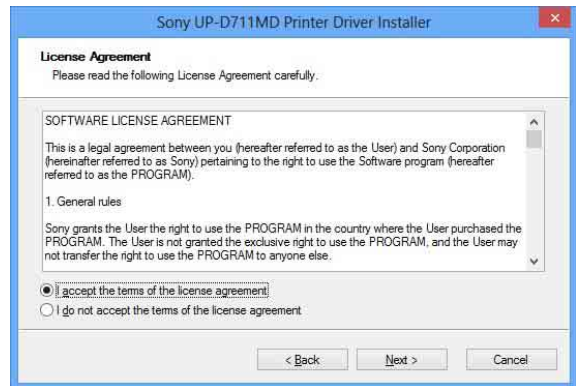 Sony UP-D711MD Printer Driver Installer
License Agreement
Please read the following License Agreement carefully.
SOFTWARE LICENSE AGREEMENT
This is a legal agreement between you (hereafter referred to as the User) and Sony Corporation
(hereinafter referred to as Sony) pertaining to the right to use the Software program (hereafter
referred to as the PROGRAM).
1. General rules
Sony grants the User the right to use the PROGRAM in the country where the User purchased the
PROGRAM. The User is not granted the exclusive right to use the PROGRAM, and the User may
not transfer the right to use the PROGRAM to anyone else.
I accept the terms of the license agreement
I do not accept the terms of the license agreement
< Back Next > Cancel